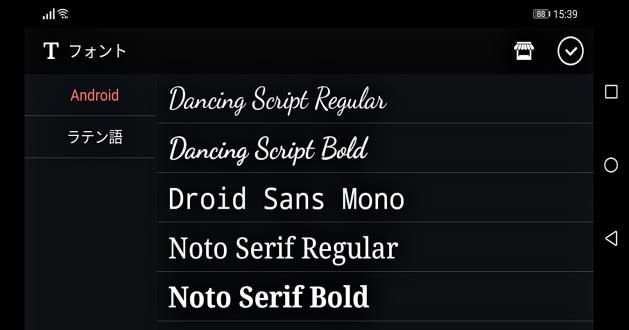 88 15:39
T フォント
Android
ラテン語
Dancing Script Regular
Dancing Script Bold
Droid Sans Mono
Noto Serif Regular
Noto Serif Bold